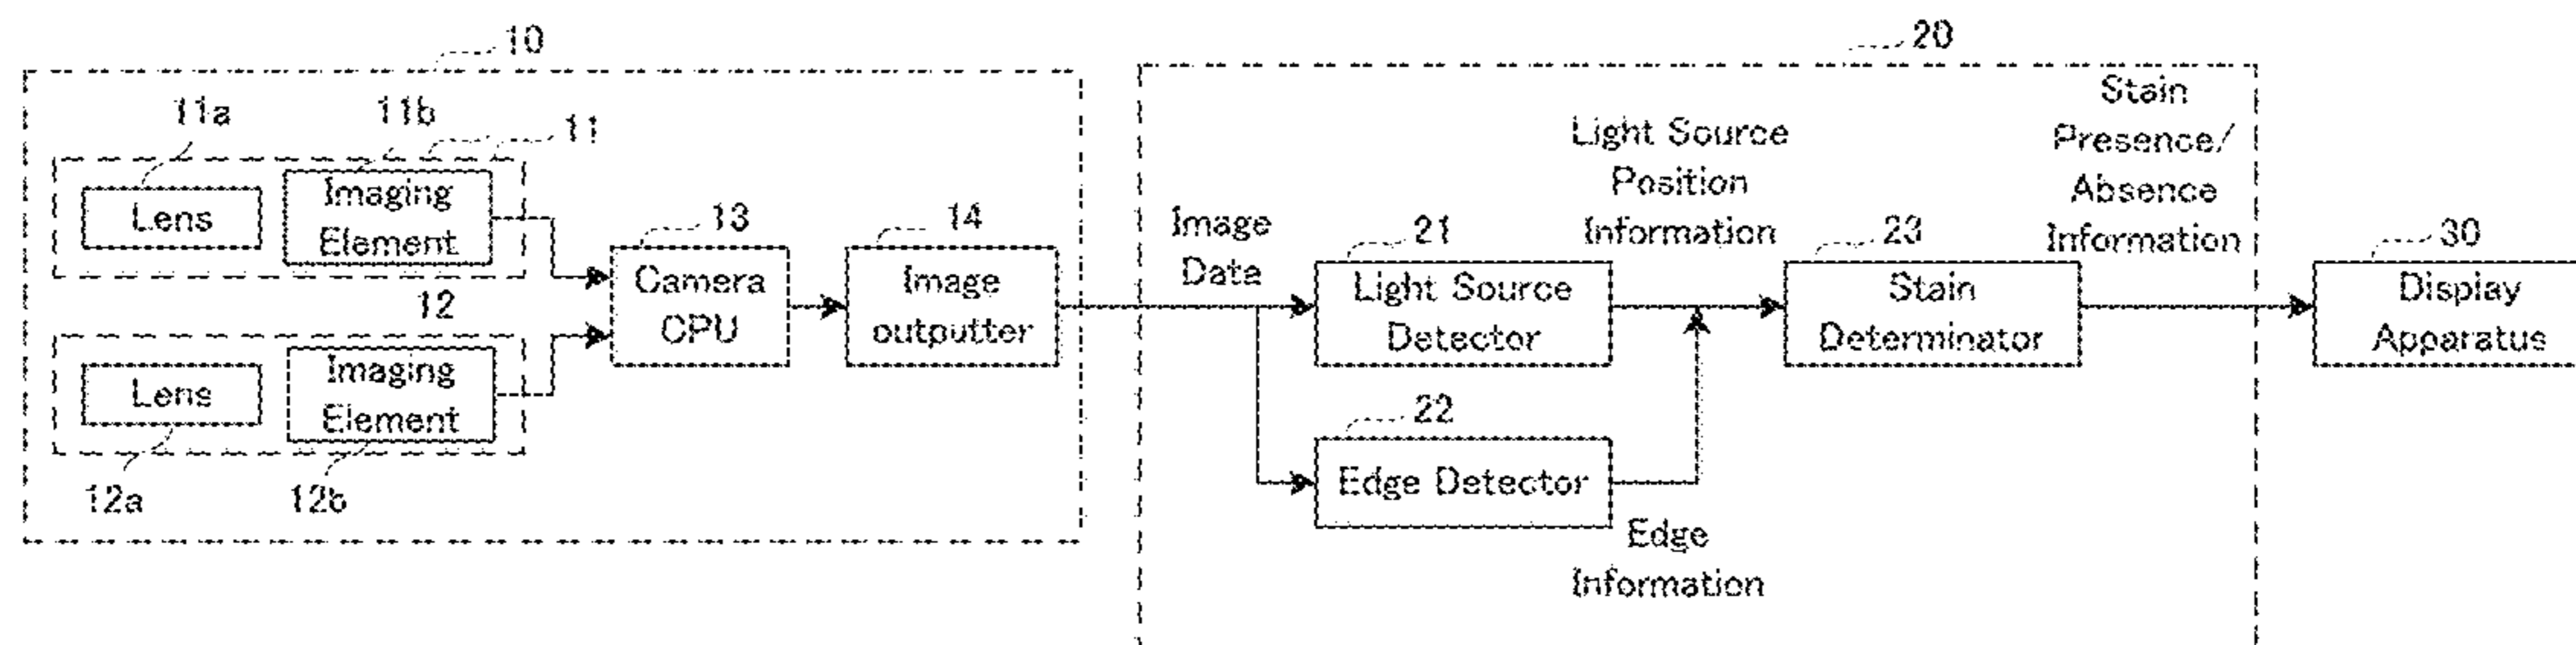 10
20
11a
11b
11
Lens
Imaging
Element
12
Lens
Imaging
Element
12a
12b
13
Camera
CPU
14
Image
outputter
Image
Data
21
Light Source
Detector
22
Edge Detector
Light Source
Position
Information
Edge
Information
23
Stain
Determinator
Stain
Presence/
Absence
Information
30
Display
Apparatus